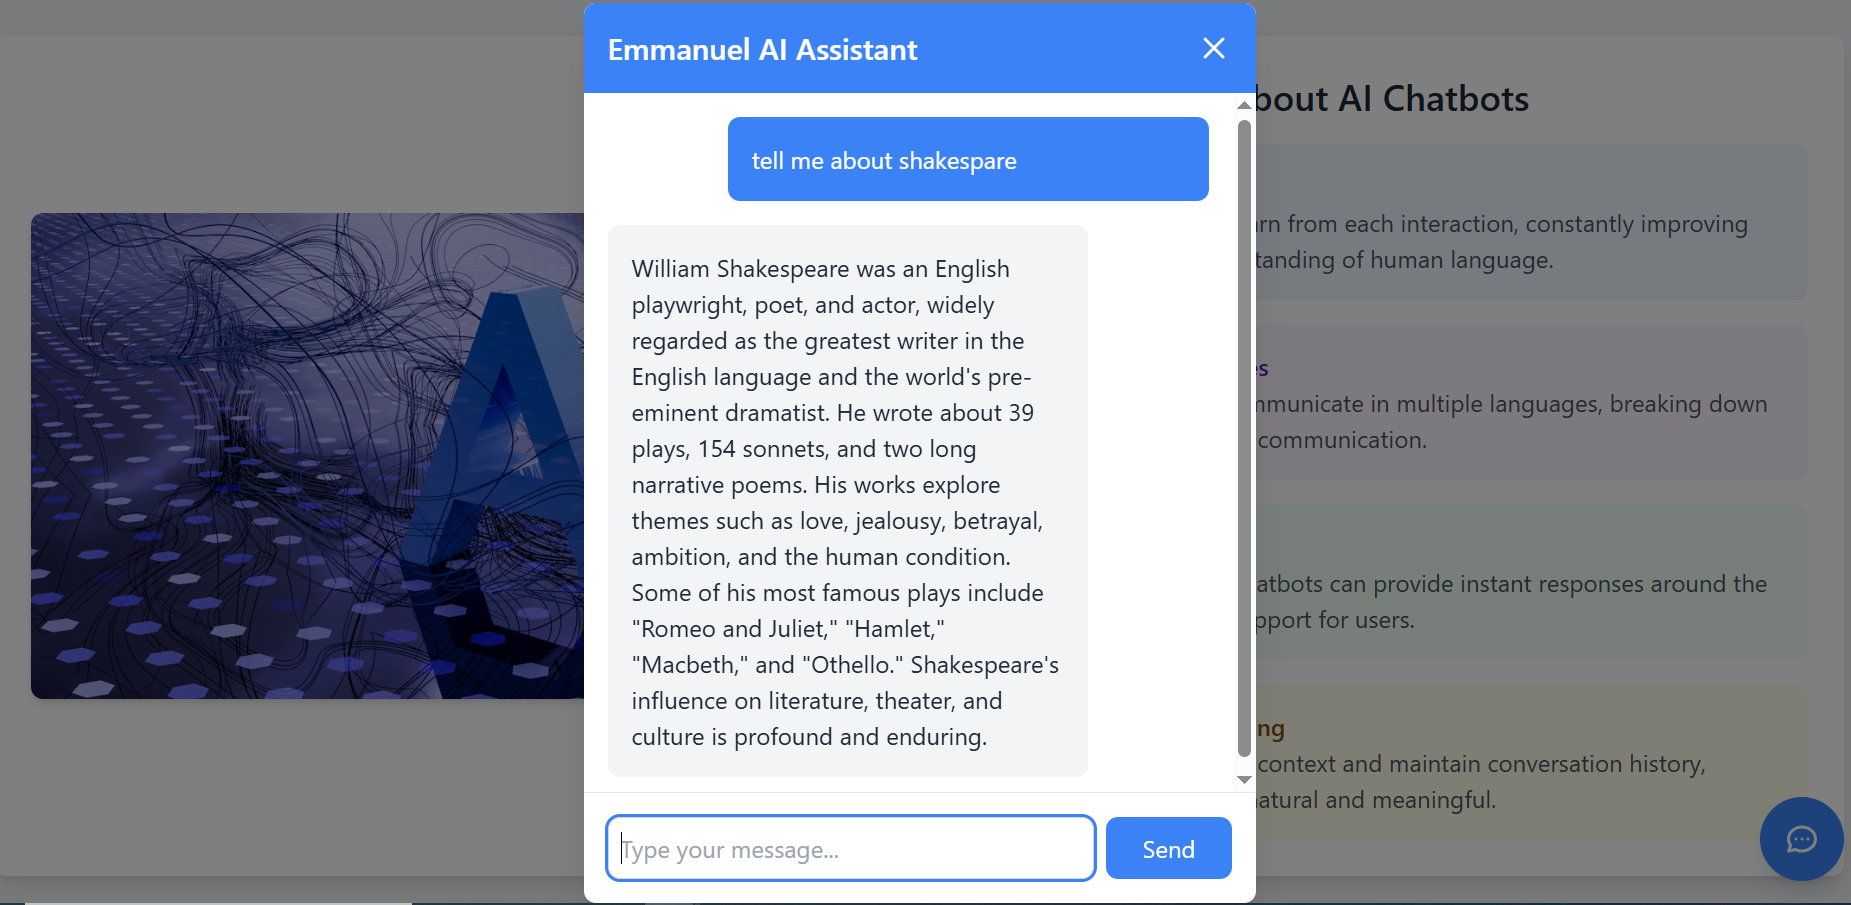 Emmanuel AI Assistant
tell me about shakespare
William Shakespeare was an English
playwright, poet, and actor, widely
regarded as the greatest writer in the
English language and the world's pre-
eminent dramatist. He wrote about 39
plays, 154 sonnets, and two long
narrative poems. His works explore
themes such as love, jealousy, betrayal,
ambition, and the human condition.
Some of his most famous plays include
"Romeo and Juliet," "Hamlet,"
"Macbeth," and "Othello." Shakespeare's
influence on literature, theater, and
culture is profound and enduring.
Type your message...
Send
bout AI Chatbots
rn from each interaction, constantly improving
tanding of human language.
es
mmunicate in multiple languages, breaking down
communication.
atbots can provide instant responses around the
pport for users.
ng
context and maintain conversation history,
natural and meaningful.